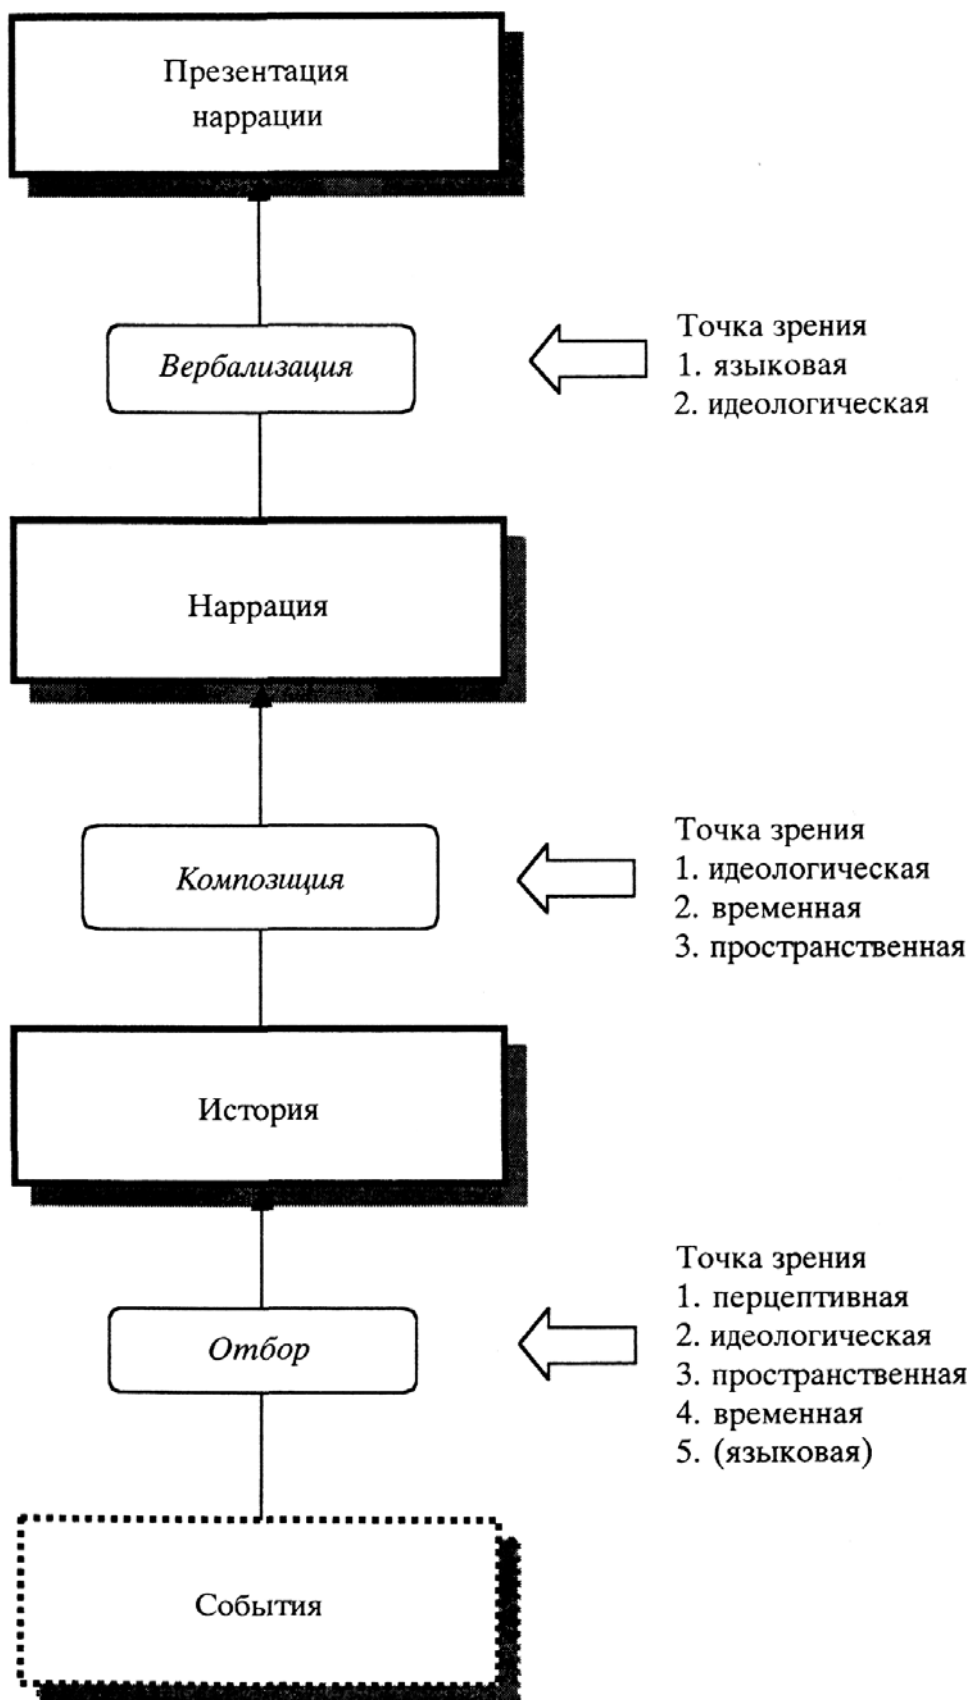 Презентация
наррации
Вербализация
Точка зрения
1. языковая
2. идеологическая
Наррация
Композиция
Точка зрения
1. идеологическая
2. временная
3. пространственная
История
Отбор
Точка зрения
1. перцептивная
2. идеологическая
3. пространственная
4. временная
5. (языковая)
События